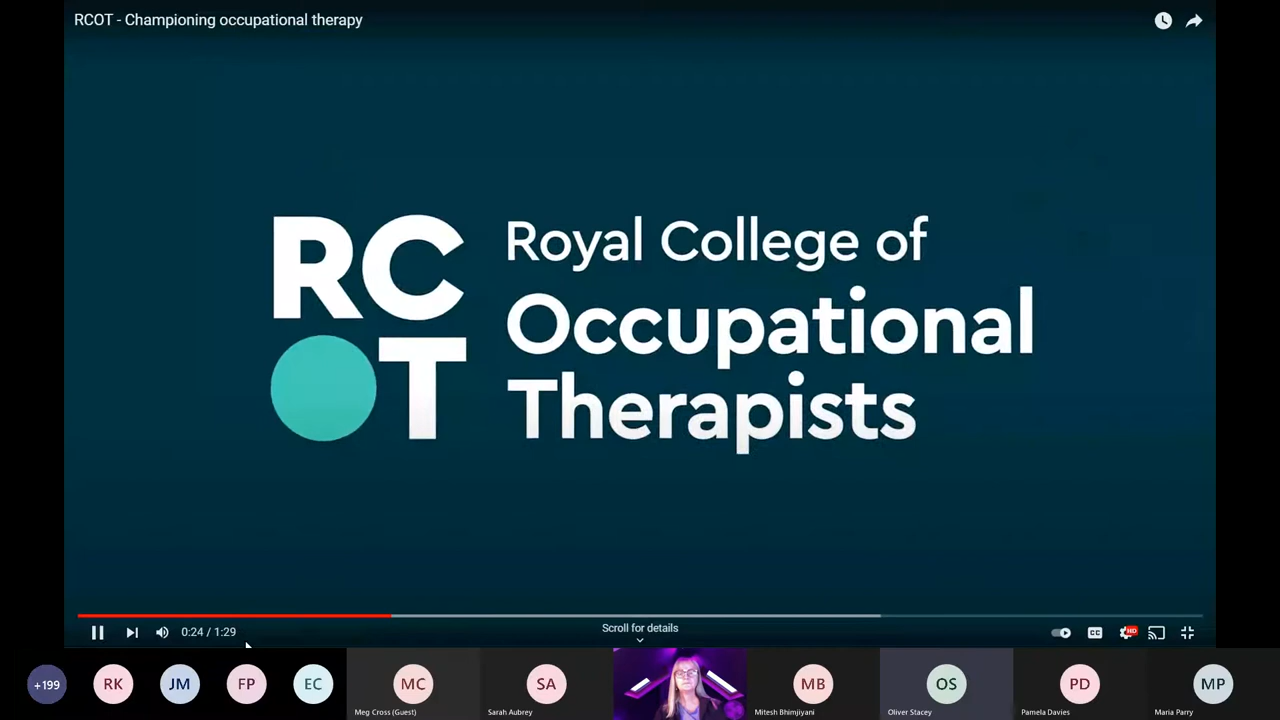 RCOT - Championing occupational therapy
RC
T
Royal College of
Occupational
Therapists
0:24 / 1:29
Scroll for details
CC
HD
+199
RK
JM
FP
EC
MC
SA
MB
OS
PD
MP
Meg Cross (Guest)
Sarah Aubrey
Mitesh Bhimjiyani
Oliver Stacey
Pamela Davies
Maria Parry